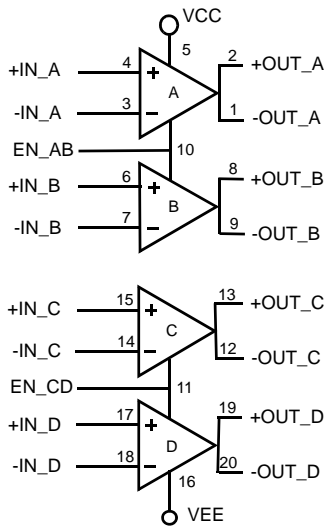 VCC
5
+IN_A 4 + 2 +OUT_A
A
-IN_A 3 − 1 -OUT_A
EN_AB 10
+IN_B 6 + 8 +OUT_B
B
-IN_B 7 − 9 -OUT_B
+IN_C 15 + 13 +OUT_C
C
-IN_C 14 − 12 -OUT_C
EN_CD 11
+IN_D 17 + 19 +OUT_D
D
-IN_D 18 − 20 -OUT_D
16
VEE